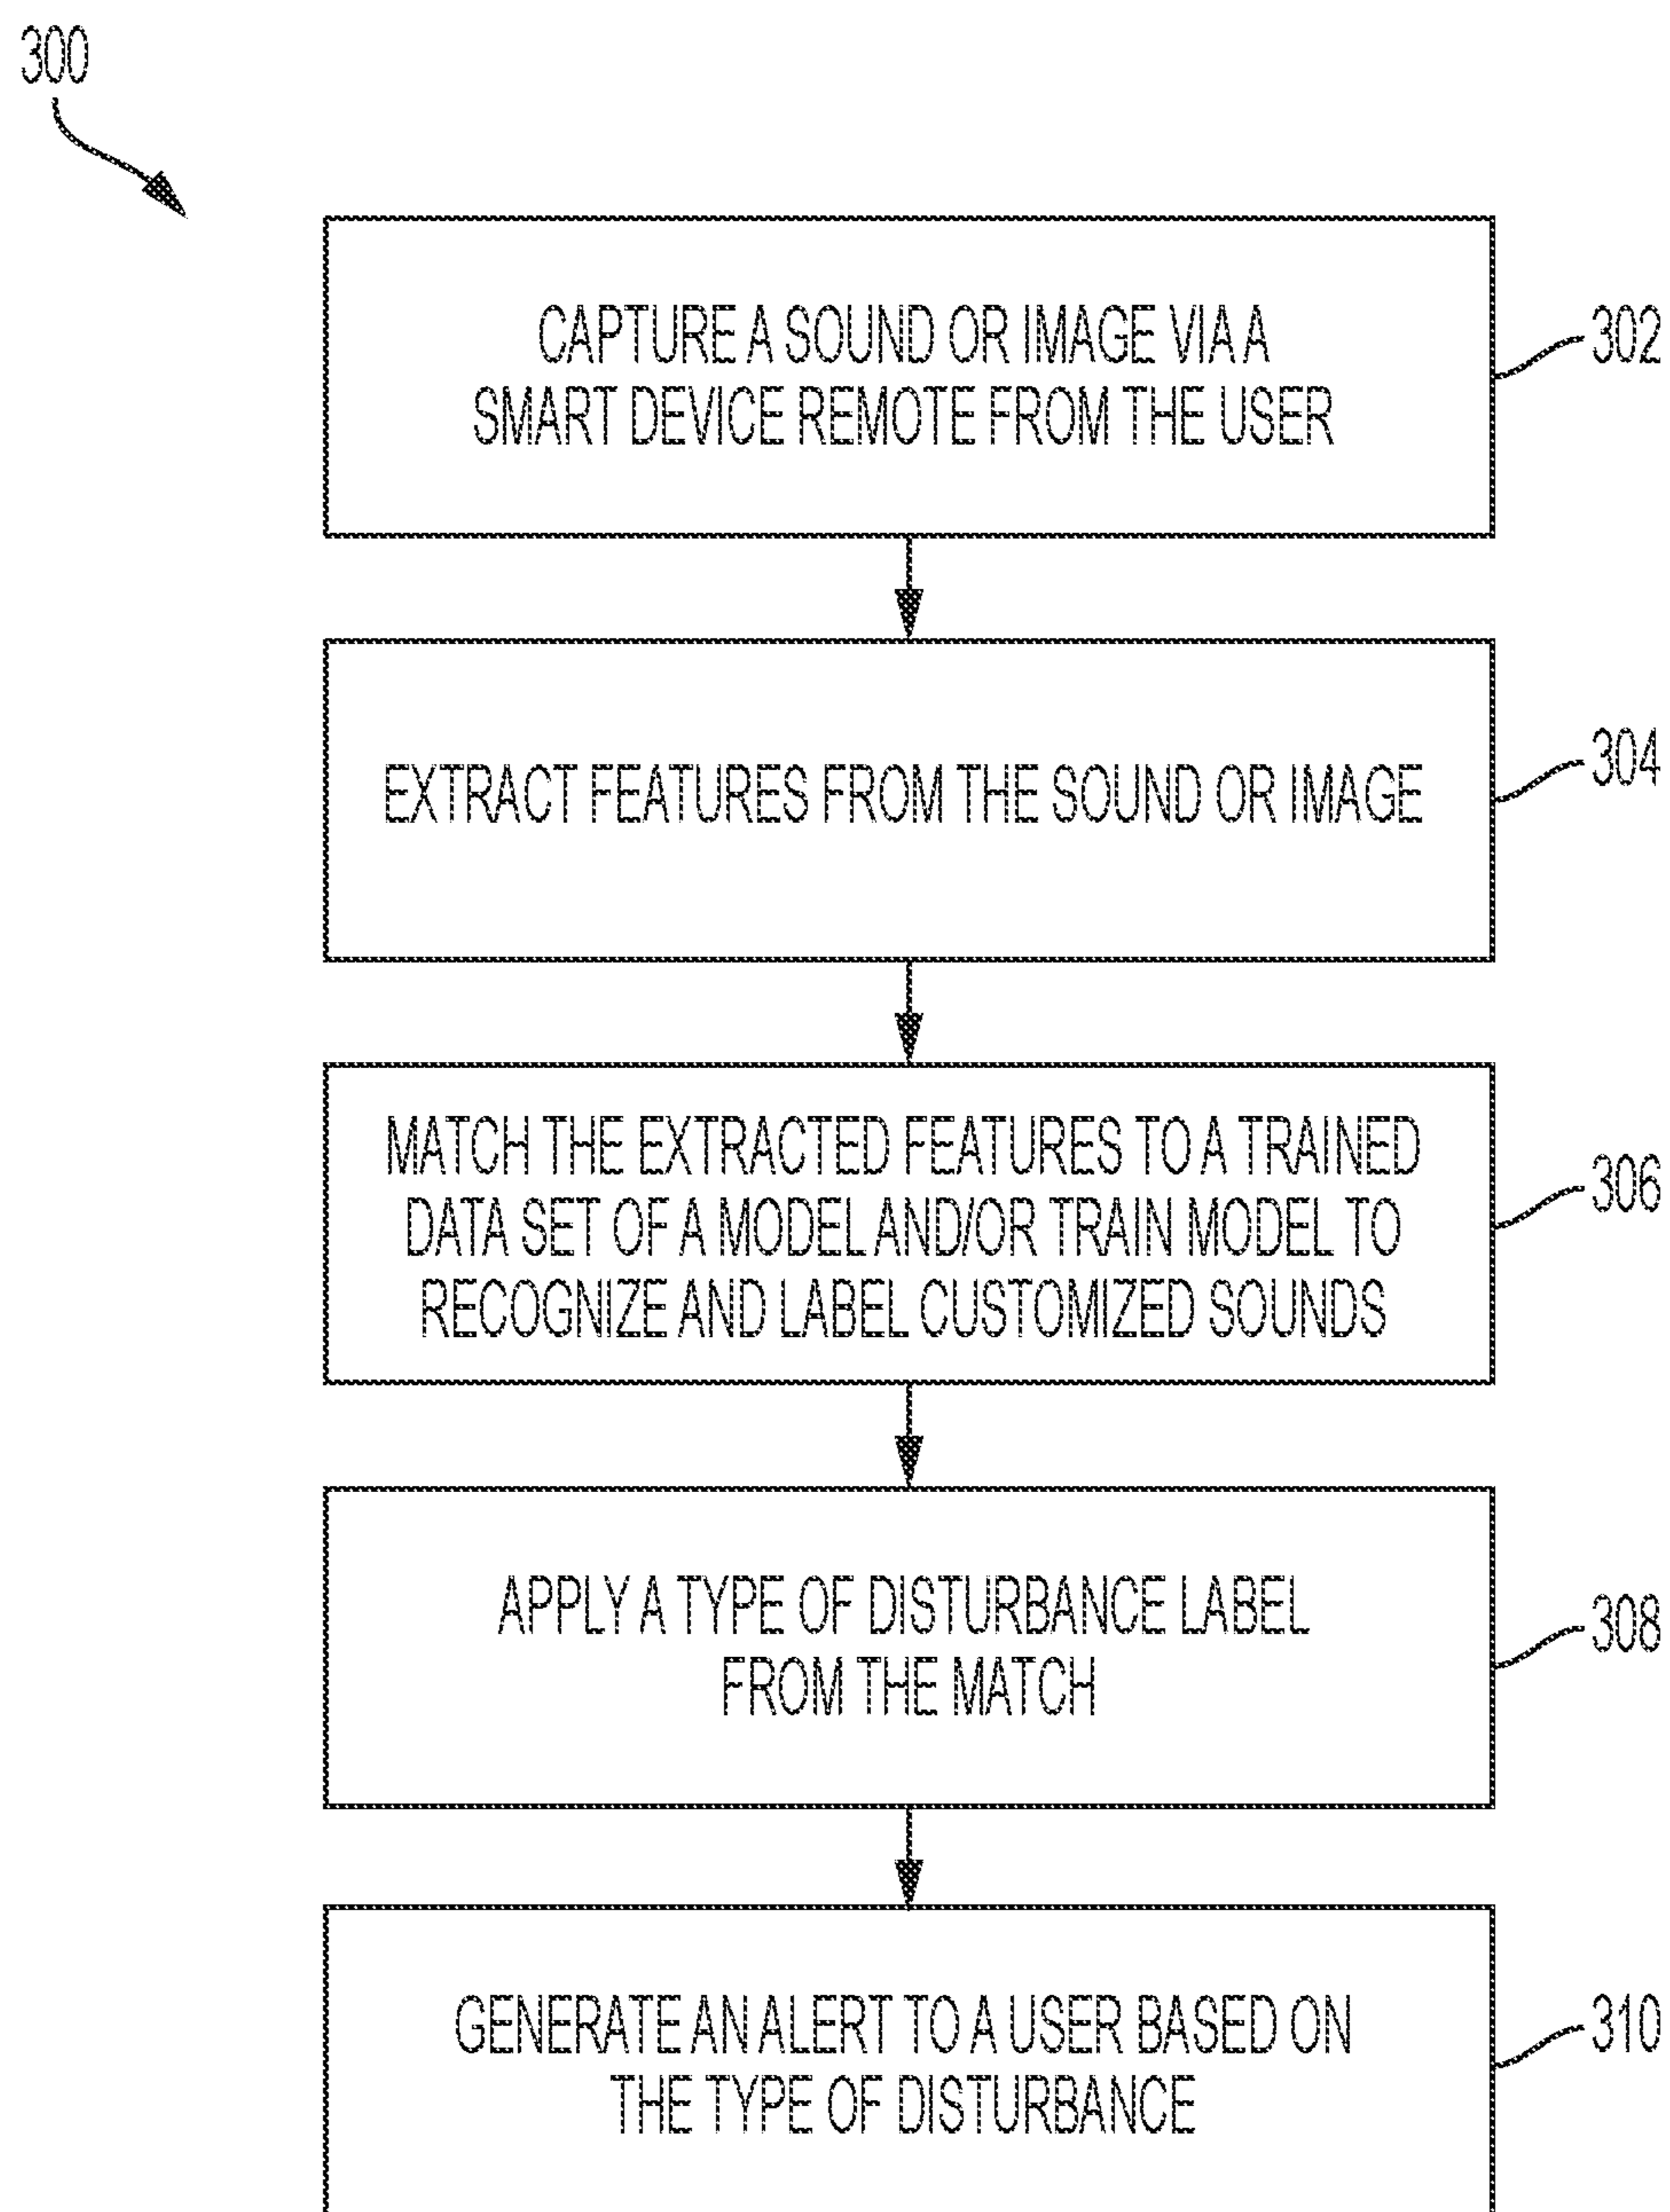 300
CAPTURE A SOUND OR IMAGE VIA A
SMART DEVICE REMOTE FROM THE USER
302
EXTRACT FEATURES FROM THE SOUND OR IMAGE
304
MATCH THE EXTRACTED FEATURES TO A TRAINED
DATA SET OF A MODEL AND/OR TRAIN MODEL TO
RECOGNIZE AND LABEL CUSTOMIZED SOUNDS
306
APPLY A TYPE OF DISTURBANCE LABEL
FROM THE MATCH
308
GENERATE AN ALERT TO A USER BASED ON
THE TYPE OF DISTURBANCE
310